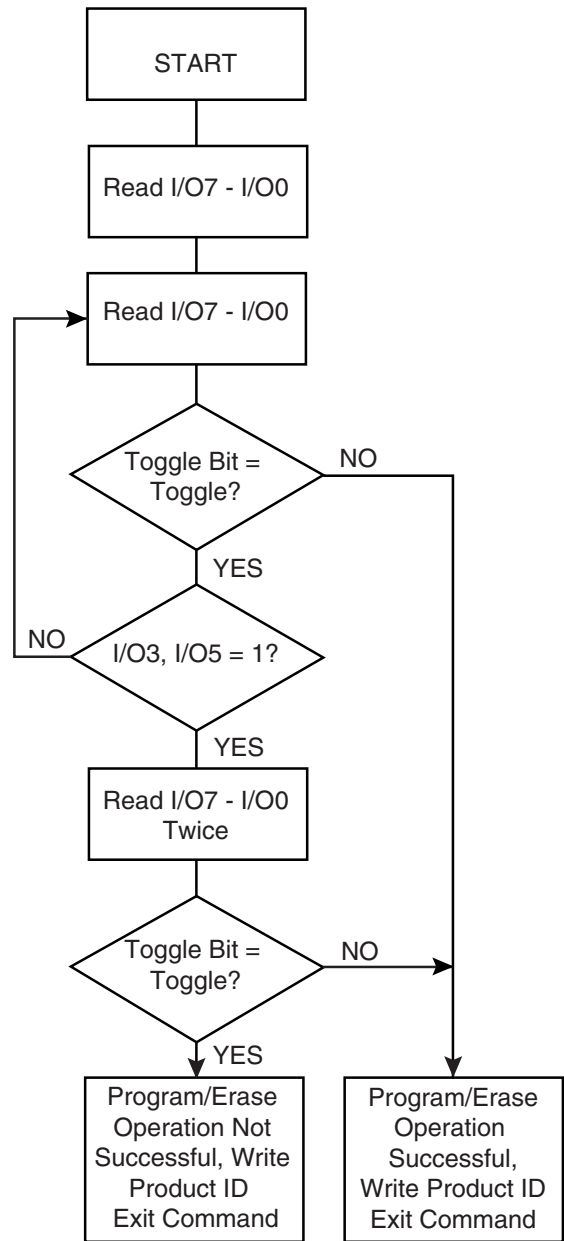 START
Read I/O7 - I/O0
Read I/O7 - I/O0
Toggle Bit =
Toggle?
NO
YES
NO
I/O3, I/O5 = 1?
YES
Read I/O7 - I/O0
Twice
Toggle Bit =
Toggle?
NO
YES
Program/Erase
Operation Not
Successful, Write
Product ID
Exit Command
Program/Erase
Operation
Successful,
Write Product ID
Exit Command